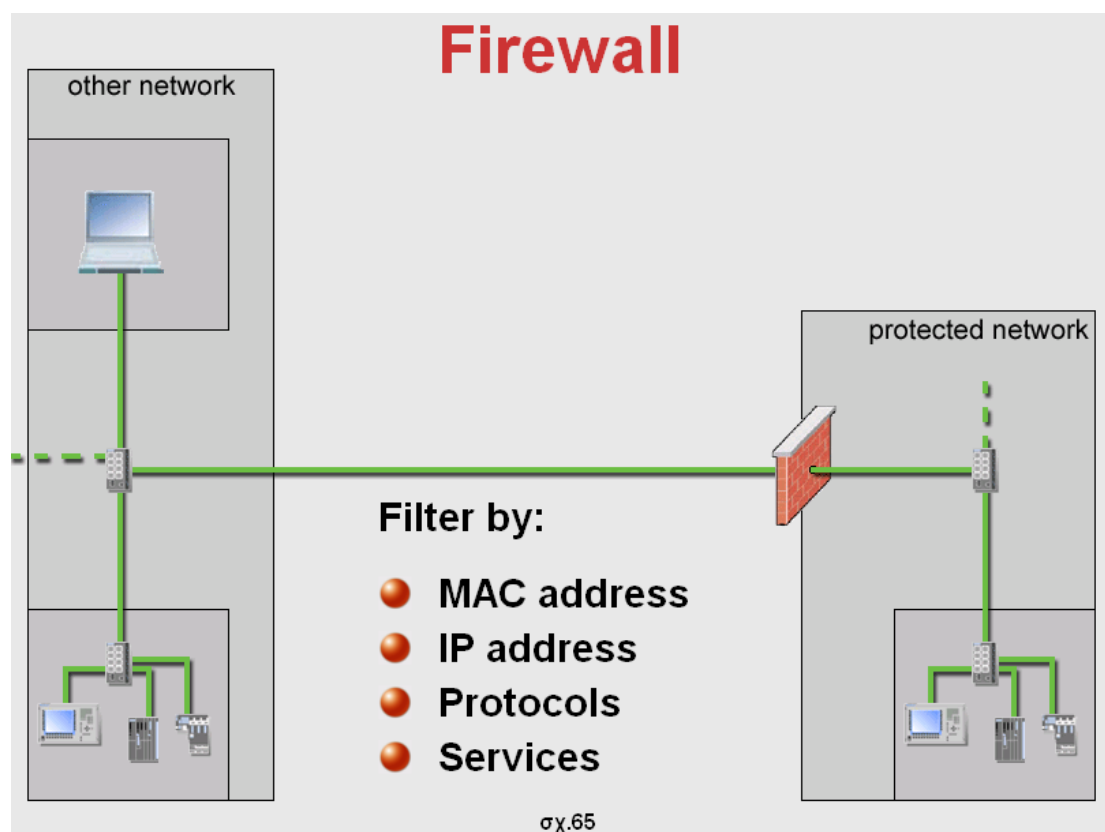 Firewall
other network
protected network
Filter by:
MAC address
IP address
Protocols
Services
σχ.65